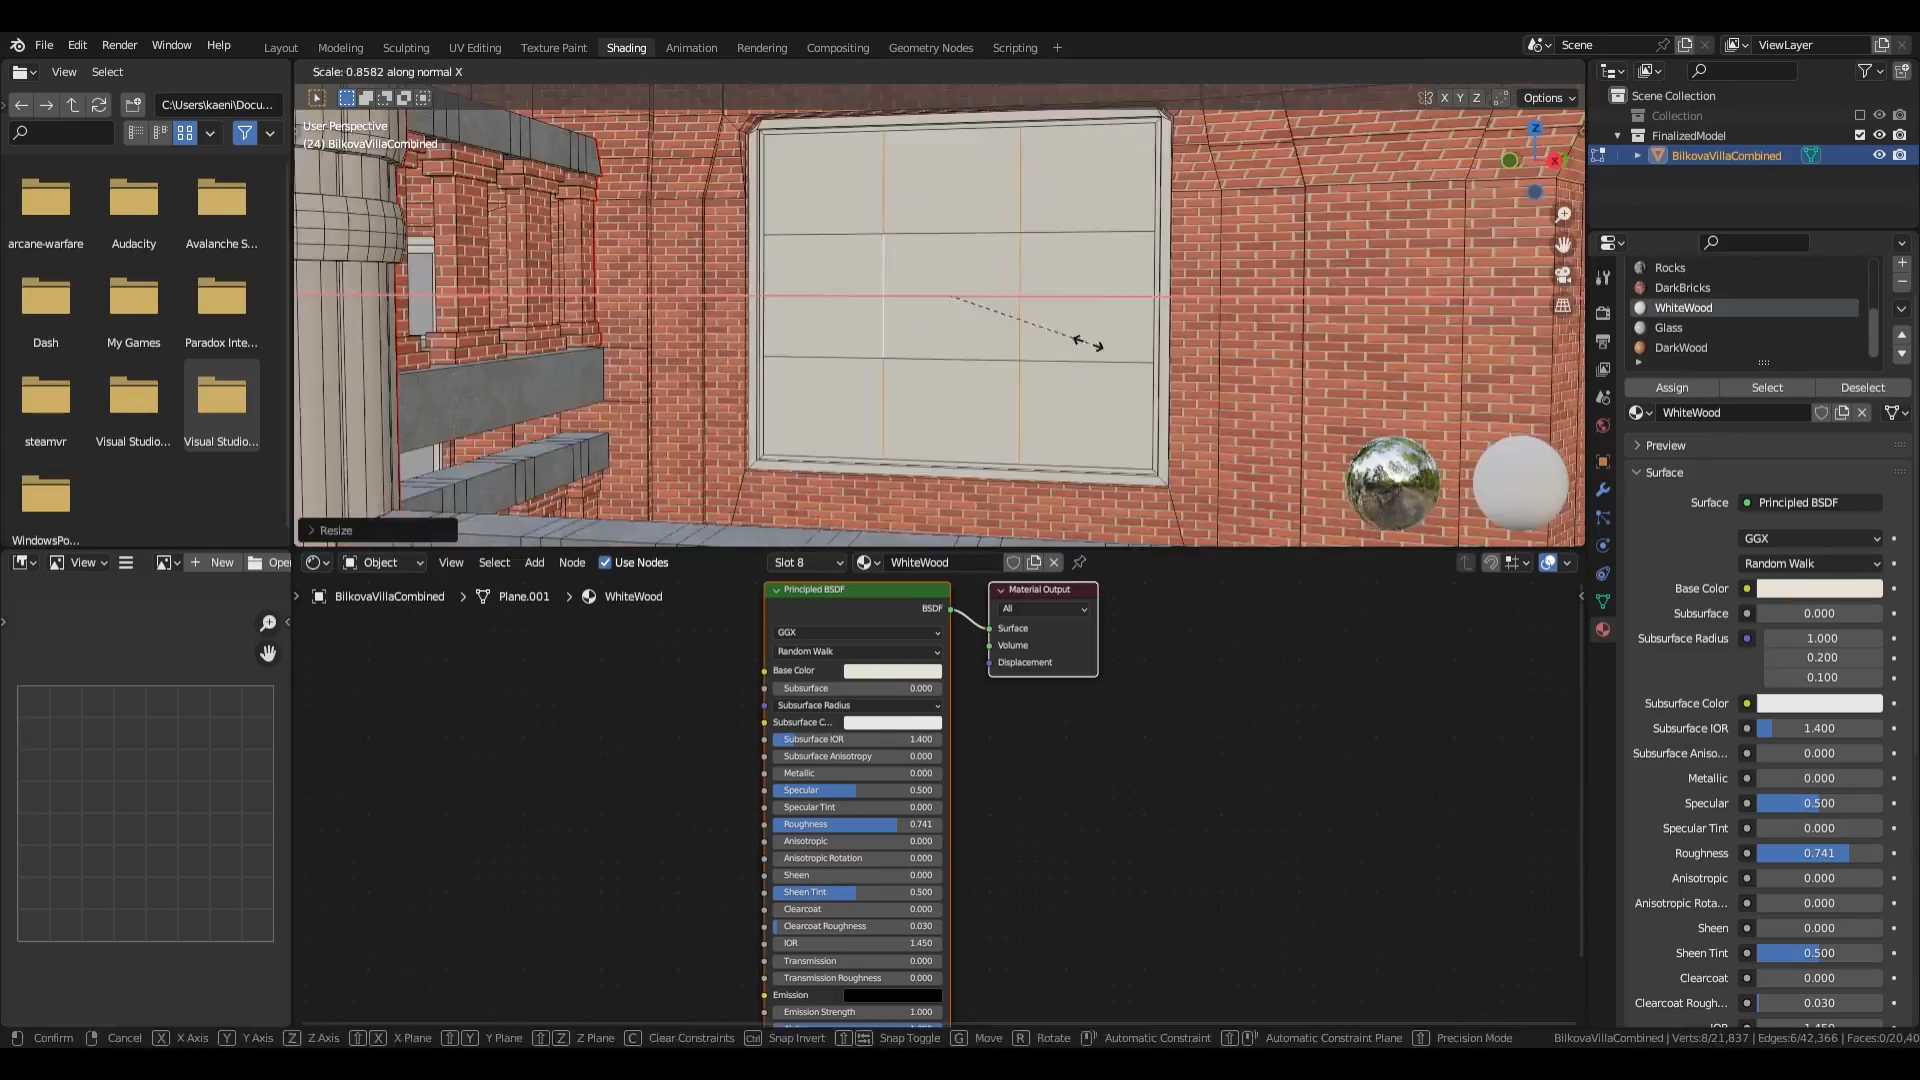 File Edit Render Window Help
Layout Modeling Sculpting UV Editing Texture Paint Shading Animation Rendering Compositing Geometry Nodes Scripting +
Scene
ViewLayer
View Select
Scale: 0.8582 along normal X
C:\Users\kaeni\Docu...
X Y Z
Options
User Perspective
(24) BilkovaVillaCombined
Z
X
Scene Collection
Collection
FinalizedModel
BilkovaVillaCombined
arcane-warfare Audacity Avalanche S...
Dash My Games Paradox Inte...
steamvr Visual Studio... Visual Studio...
WindowsPo...
Resize
Rocks
DarkBricks
WhiteWood
Glass
DarkWood
Assign Select Deselect
WhiteWood
Preview
Surface
Surface Principled BSDF
GGX
Random Walk
Base Color
Subsurface 0.000
Subsurface Radius 1.000
0.200
0.100
Subsurface Color
Subsurface IOR 1.400
Subsurface Aniso... 0.000
Metallic 0.000
Specular 0.500
Specular Tint 0.000
Roughness 0.741
Anisotropic 0.000
Anisotropic Rota... 0.000
Sheen 0.000
Sheen Tint 0.500
Clearcoat 0.000
Clearcoat Rough... 0.030
View
New
Ope
Object View Select Add Node Use Nodes
Slot 8
WhiteWood
BilkovaVillaCombined > Plane.001 > WhiteWood
Principled BSDF
BSDF
GGX
Random Walk
Base Color
Subsurface 0.000
Subsurface Radius
Subsurface C...
Subsurface IOR 1.400
Subsurface Anisotropy 0.000
Metallic 0.000
Specular 0.500
Specular Tint 0.000
Roughness 0.741
Anisotropic 0.000
Anisotropic Rotation 0.000
Sheen 0.000
Sheen Tint 0.500
Clearcoat 0.000
Clearcoat Roughness 0.030
IOR 1.450
Transmission 0.000
Transmission Roughness 0.000
Emission
Emission Strength 1.000
Material Output
All
Surface
Volume
Displacement
Confirm Cancel X X Axis Y Y Axis Z Z Axis X X Plane Y Y Plane Z Z Plane C Clear Constraints Ctrl Snap Invert Snap Toggle G Move R Rotate Automatic Constraint Automatic Constraint Plane Precision Mode
BilkovaVillaCombined | Verts:8/21,837 | Edges:6/42,366 | Faces:0/20,40